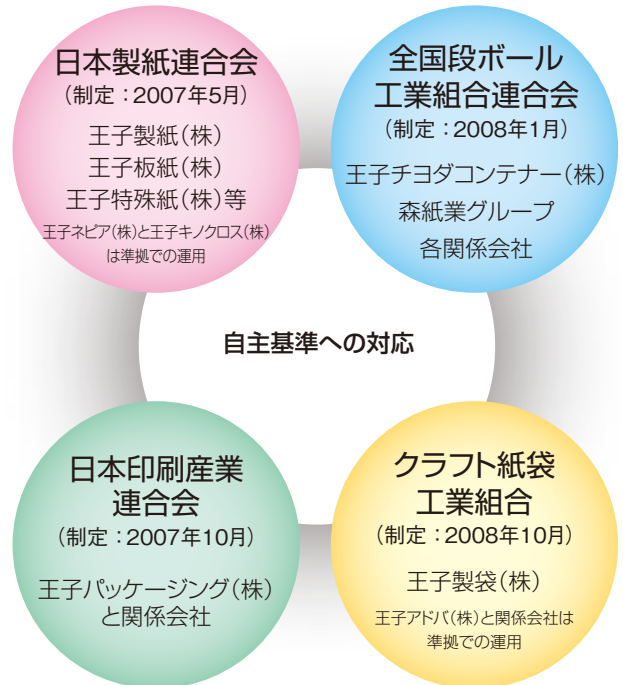 日本製紙連合会
(制定：2007年5月)
王子製紙(株)
王子板紙(株)
王子特殊紙(株)等
王子ネピア(株)と王子キノクロス(株)
は準拠での運用
全国段ボール
工業組合連合会
(制定：2008年1月)
王子チヨダコンテナー(株)
森紙業グループ
各関係会社
自主基準への対応
日本印刷産業
連合会
(制定：2007年10月)
王子パッケージング(株)
と関係会社
クラフト紙袋
工業組合
(制定：2008年10月)
王子製袋(株)
王子アドバ(株)と関係会社は
準拠での運用